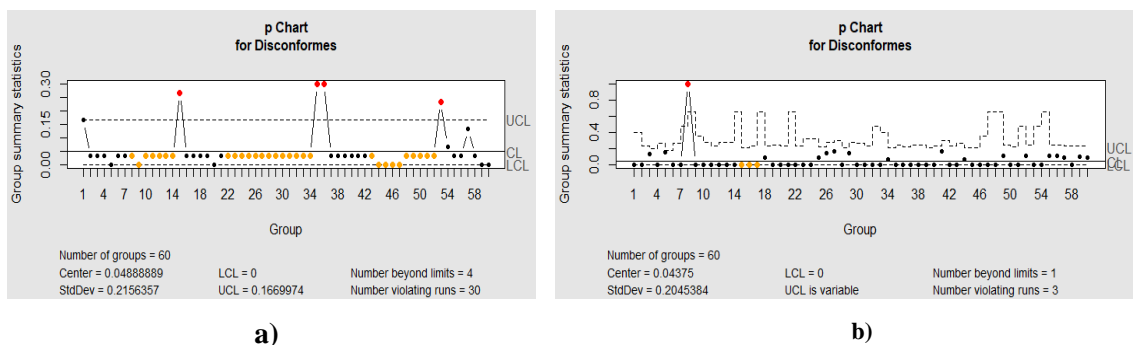 p Chart
for Disconformes
Group summary statistics
0.00 0.15 0.30
UCL
CL
LCL
1 4 7 10 14 18 22 26 30 34 38 42 46 50 54 58
Group
Number of groups = 60
Center = 0.04888889 LCL = 0 Number beyond limits = 4
StdDev = 0.2156357 UCL = 0.1669974 Number violating runs = 30
a)
p Chart
for Disconformes
Group summary statistics
0.0 0.4 0.8
UCL
LCL
1 4 7 10 14 18 22 26 30 34 38 42 46 50 54 58
Group
Number of groups = 60
Center = 0.04375 LCL = 0 Number beyond limits = 1
StdDev = 0.2045384 UCL is variable Number violating runs = 3
b)